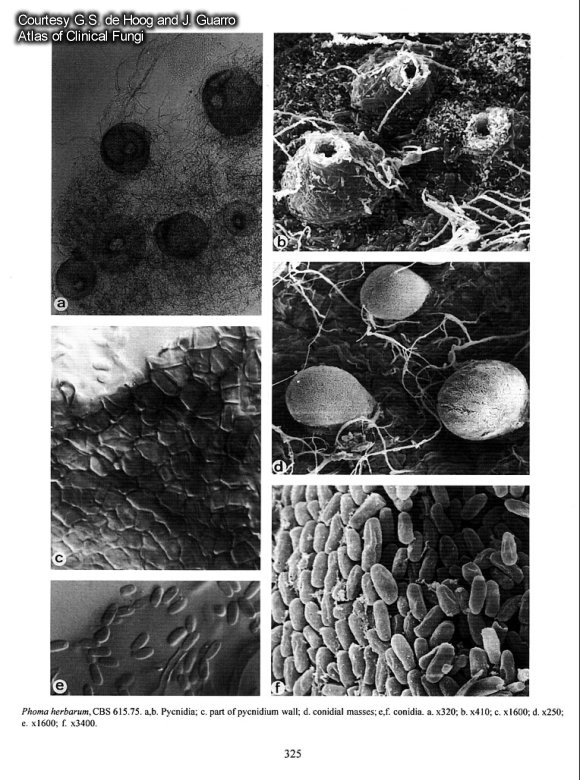 Courtesy G.S. de Hoog and J. Guarro
Atlas of Clinical Fungi
a
b
c
d
e
f
Phoma herbarum, CBS 615.75. a,b. Pycnidia; c. part of pycnidium wall; d. conidial masses; e,f. conidia. a. x320; b. x410; c. x1600; d. x250;
e. x1600; f. x3400.
325